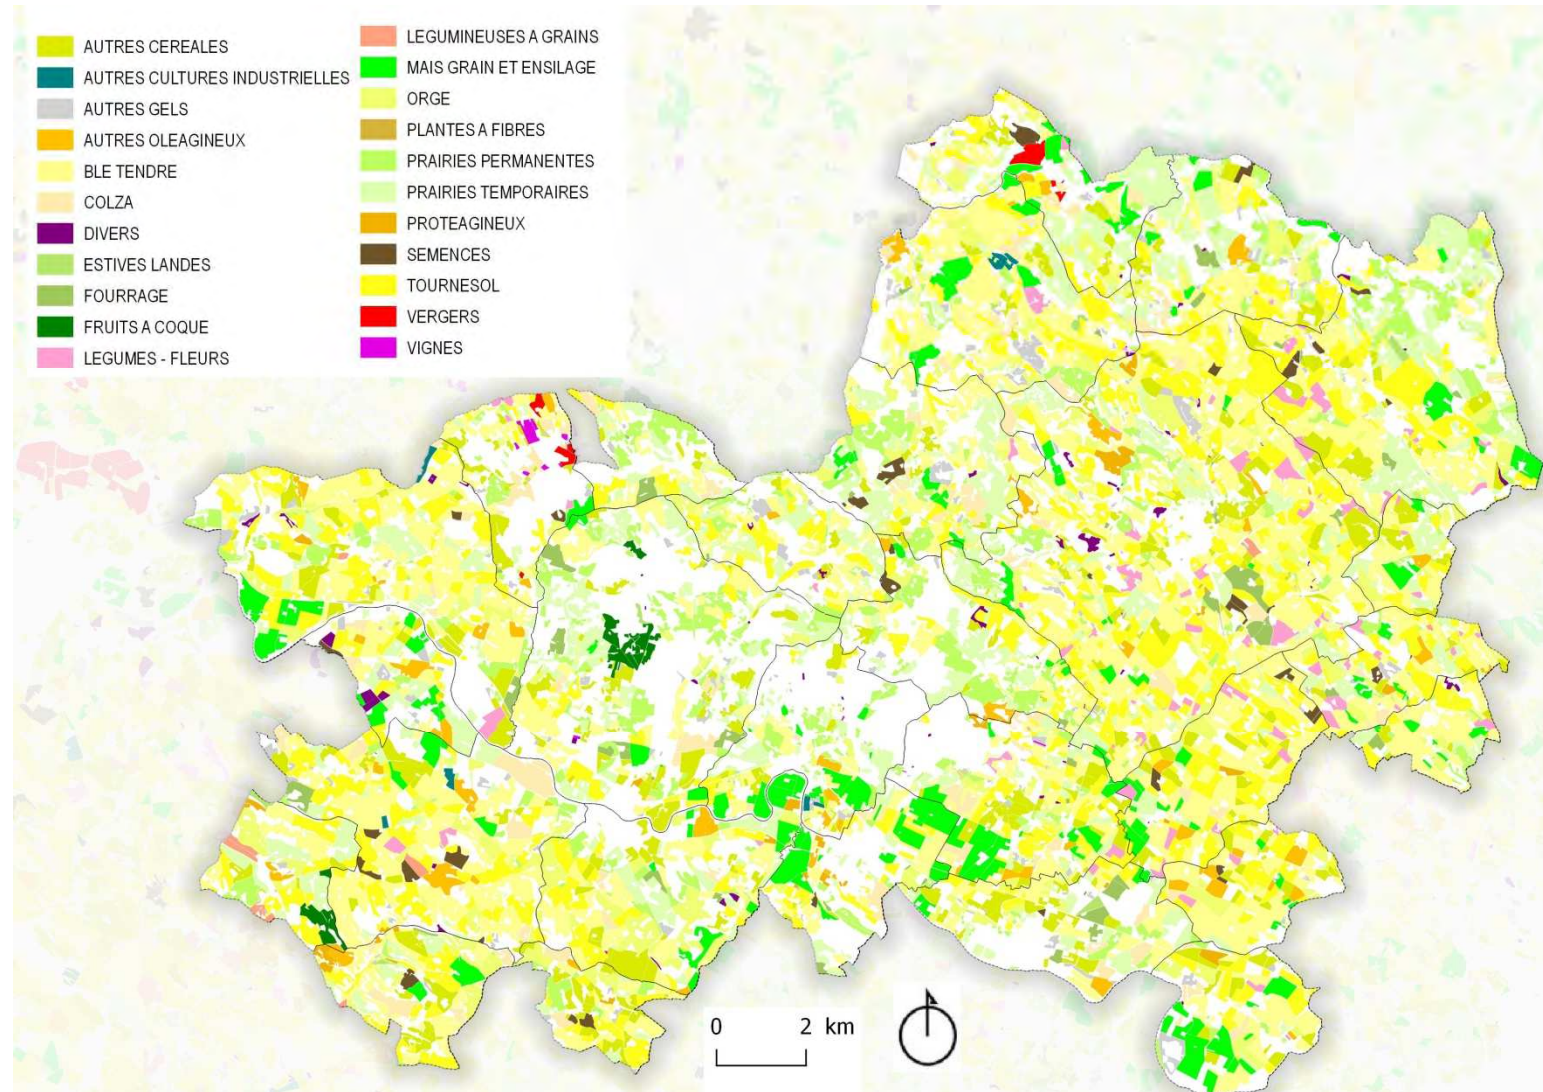 AUTRES CEREALES
AUTRES CULTURES INDUSTRIELLES
AUTRES GELS
AUTRES OLEAGINEUX
BLE TENDRE
COLZA
DIVERS
ESTIVES LANDES
FOURRAGE
FRUITS A COQUE
LEGUMES - FLEURS
LEGUMINEUSES A GRAINS
MAIS GRAIN ET ENSILAGE
ORGE
PLANTES A FIBRES
PRAIRIES PERMANENTES
PRAIRIES TEMPORAIRES
PROTEAGINEUX
SEMENCES
TOURNESOL
VERGERS
VIGNES
0 2 km